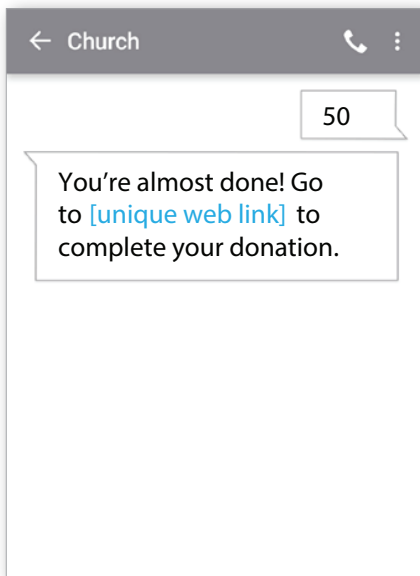 Church
50
You're almost done! Go
to [unique web link] to
complete your donation.